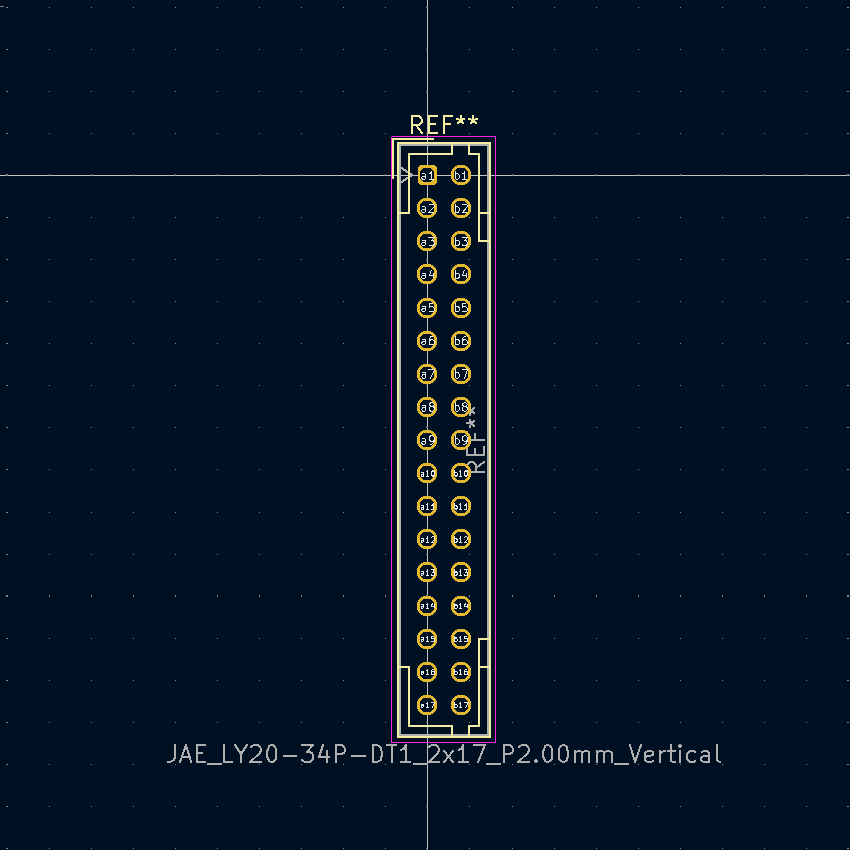 REF**
a1 b1
a2 b2
a3 b3
a4 b4
a5 b5
a6 b6
a7 b7
a8 b8
a9 b9
REF**
a10 b10
a11 b11
a12 b12
a13 b13
a14 b14
a15 b15
a16 b16
a17 b17
JAE_LY20-34P-DT1_2x17_P2.00mm_Vertical